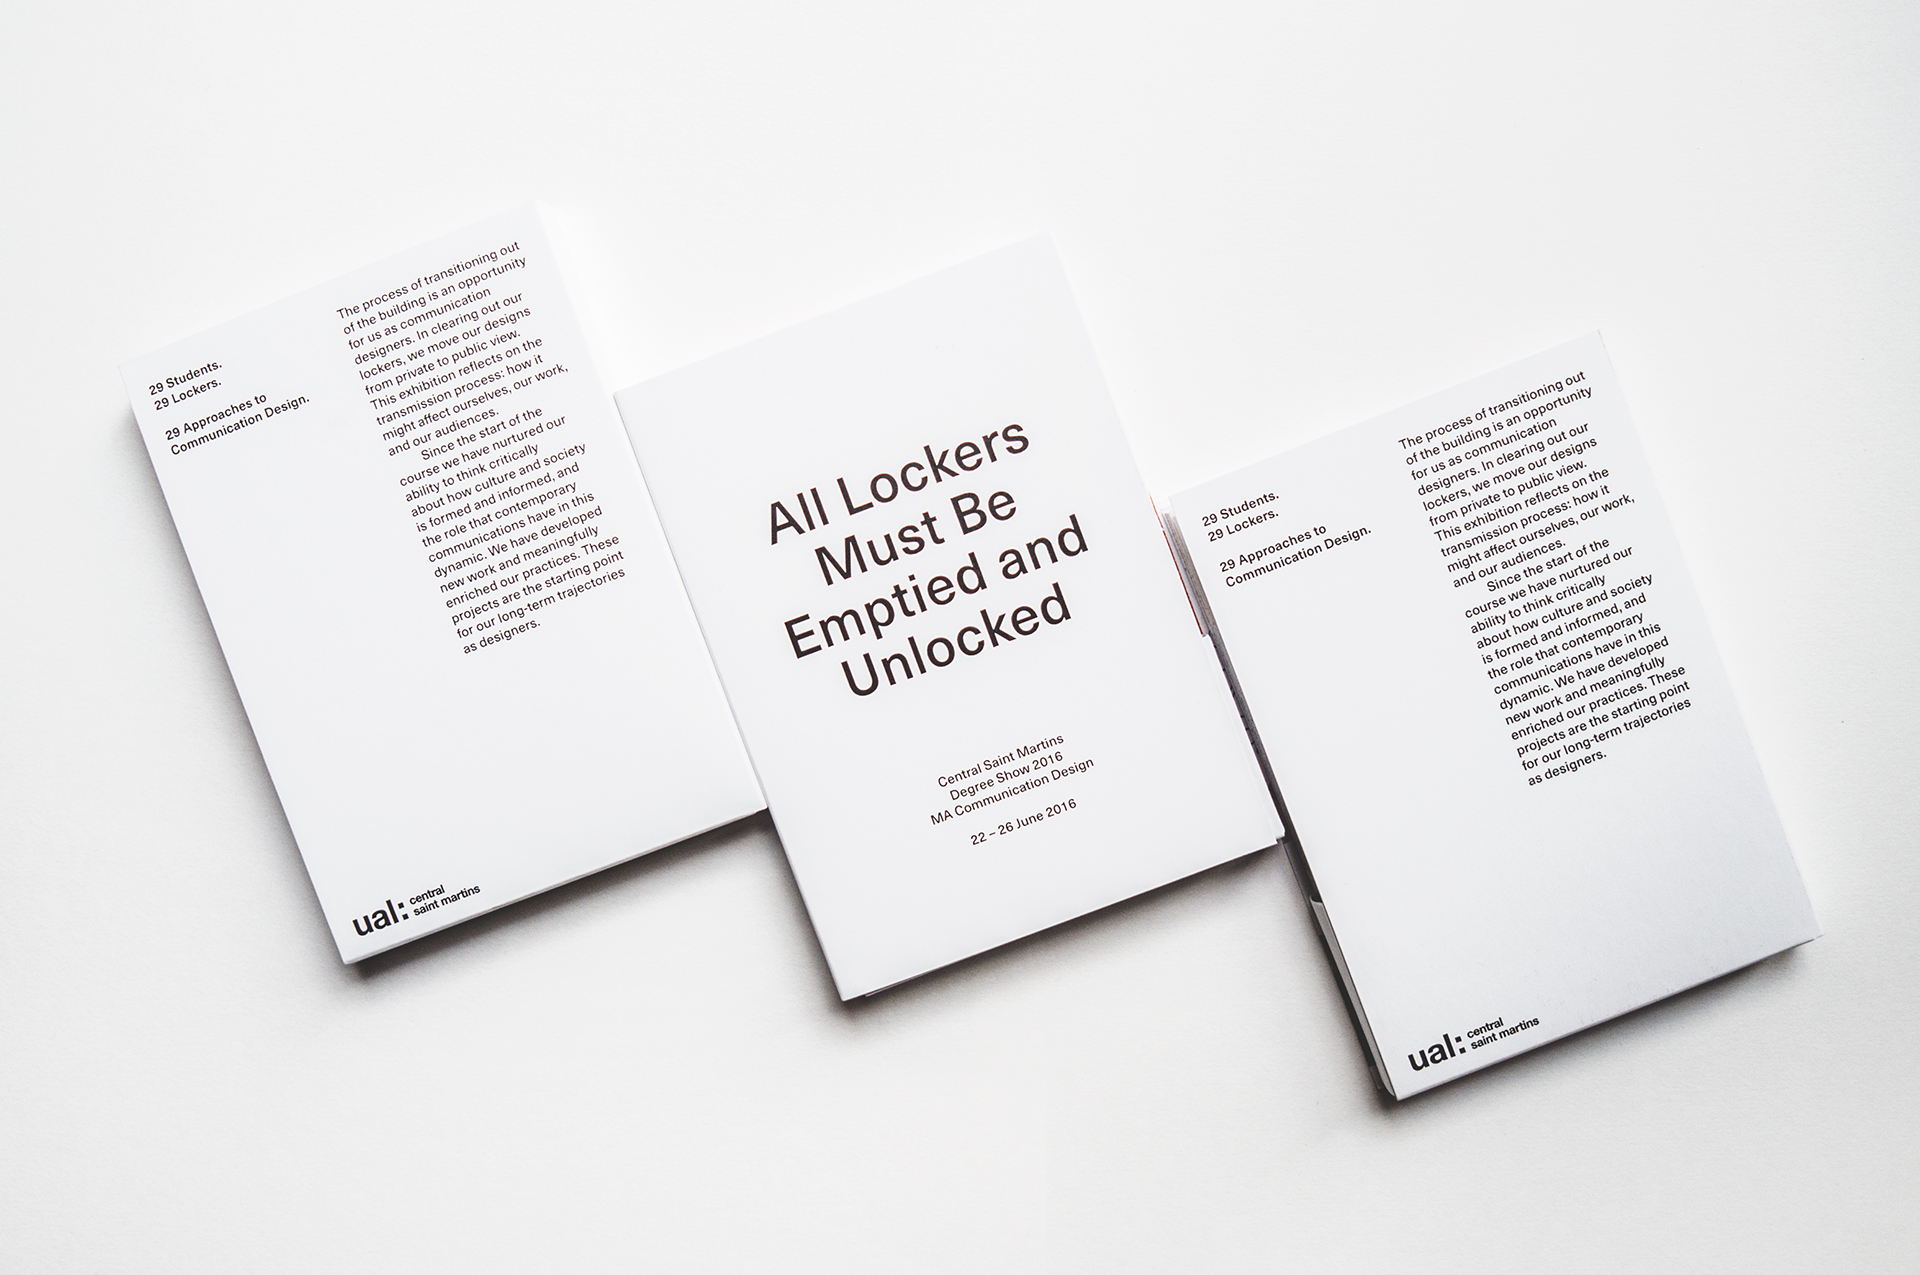 29 Students.
29 Lockers.
29 Approaches to
Communication Design.
The process of transitioning out
of the building is an opportunity
for us as communication
designers. In clearing out our
lockers, we move our designs
from private to public view.
This exhibition reflects on the
transmission process: how it
might affect ourselves, our work,
and our audiences.
Since the start of the
course we have nurtured our
ability to think critically
about how culture and society
is formed and informed, and
the role that contemporary
communications have in this
dynamic. We have developed
new work and meaningfully
enriched our practices. These
projects are the starting point
for our long-term trajectories
as designers.
ual: central
saint martins
All Lockers
Must Be
Emptied and
Unlocked
Central Saint Martins
Degree Show 2016
MA Communication Design
22 – 26 June 2016
29 Students.
29 Lockers.
29 Approaches to
Communication Design.
The process of transitioning out
of the building is an opportunity
for us as communication
designers. In clearing out our
lockers, we move our designs
from private to public view.
This exhibition reflects on the
transmission process: how it
might affect ourselves, our work,
and our audiences.
Since the start of the
course we have nurtured our
ability to think critically
about how culture and society
is formed and informed, and
the role that contemporary
communications have in this
dynamic. We have developed
new work and meaningfully
enriched our practices. These
projects are the starting point
for our long-term trajectories
as designers.
ual: central
saint martins